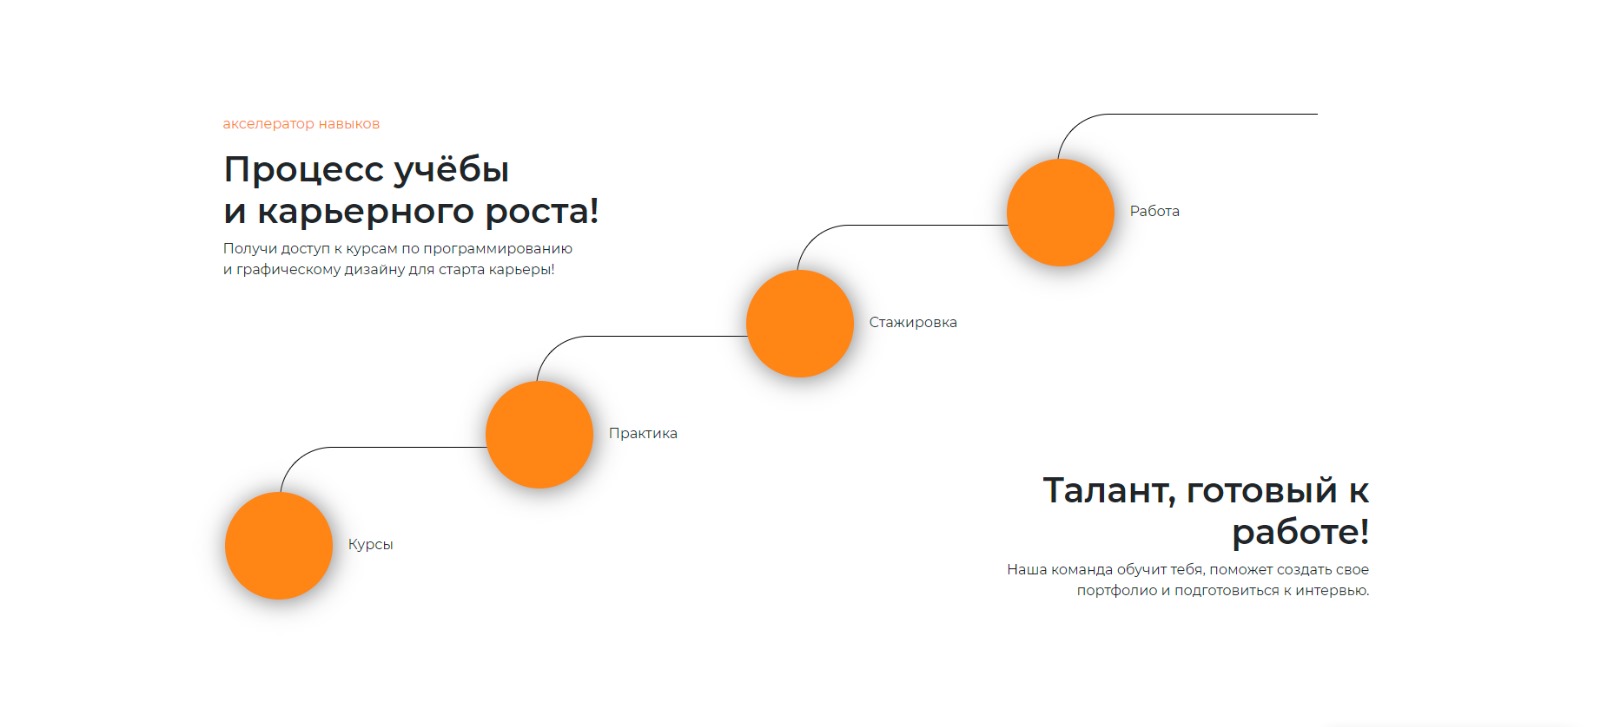 акселератор навыков
Процесс учёбы
и карьерного роста!
Получи доступ к курсам по программированию
и графическому дизайну для старта карьеры!
Работа
Стажировка
Практика
Курсы
Талант, готовый к
работе!
Наша команда обучит тебя, поможет создать свое
портфолио и подготовиться к интервью.